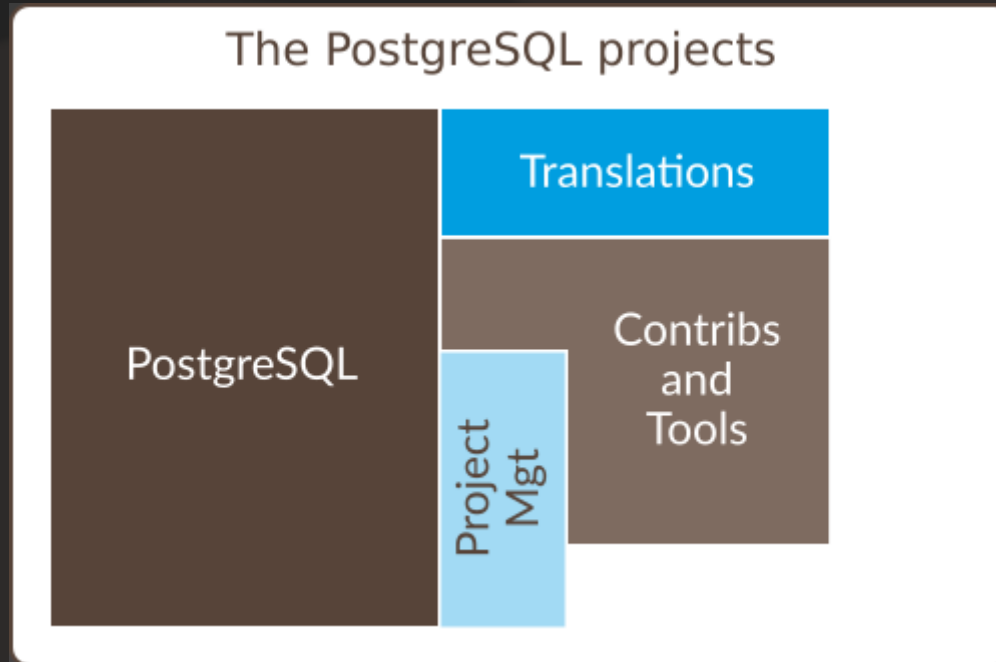 The PostgreSQL projects
Translations
PostgreSQL
Contribs
and
Tools
Project
Mgt